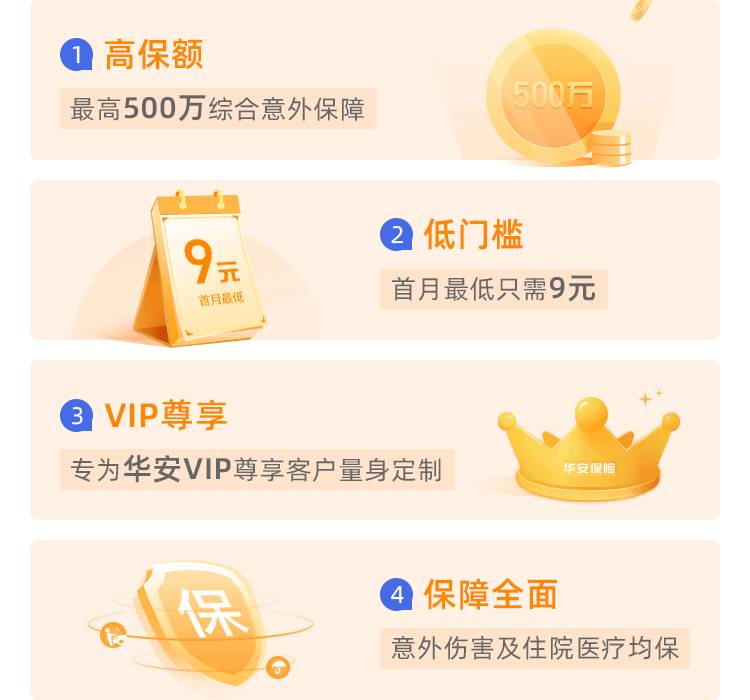 1 高保额
最高500万综合意外保障
500万
9元
首月最低
2 低门槛
首月最低只需9元
3 VIP尊享
专为华安VIP尊享客户量身定制
华安保险
保
4 保障全面
意外伤害及住院医疗均保